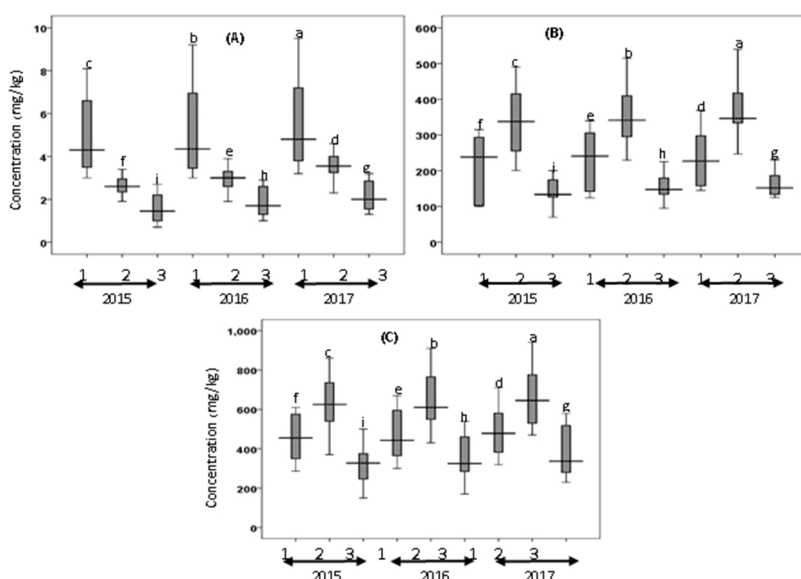 (A)
Concentration (mg/kg)
10
8
6
4
2
0
c
f
i
b
e
h
a
d
g
1 2 3 1 2 3 1 2 3
2015 2016 2017
(B)
600
500
400
300
200
100
0
f
c
i
e
b
h
d
a
g
1 2 3 1 2 3 1 2 3
2015 2016 2017
(C)
Concentration (mg/kg)
1,000
800
600
400
200
0
f
c
i
e
b
h
d
a
g
1 2 3 1 2 3 1 2 3
2015 2016 2017